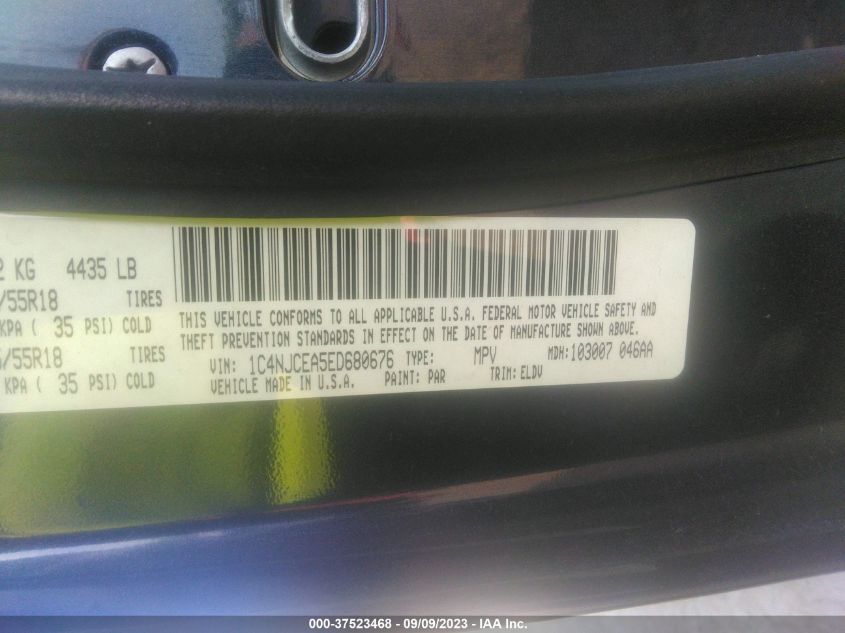 2 KG 4435 LB
/55R18 TIRES
KPA ( 35 PSI) COLD
/55R18 TIRES
KPA ( 35 PSI) COLD
THIS VEHICLE CONFORMS TO ALL APPLICABLE U.S.A. FEDERAL MOTOR VEHICLE SAFETY AND
THEFT PREVENTION STANDARDS IN EFFECT ON THE DATE OF MANUFACTURE SHOWN ABOVE.
VIN: 1C4NJCEA5ED680676 TYPE: MPV MDH: 103007 046AA
VEHICLE MADE IN U.S.A. PAINT: PAR TRIM: ELDV
000-37523468 - 09/09/2023 - IAA Inc.